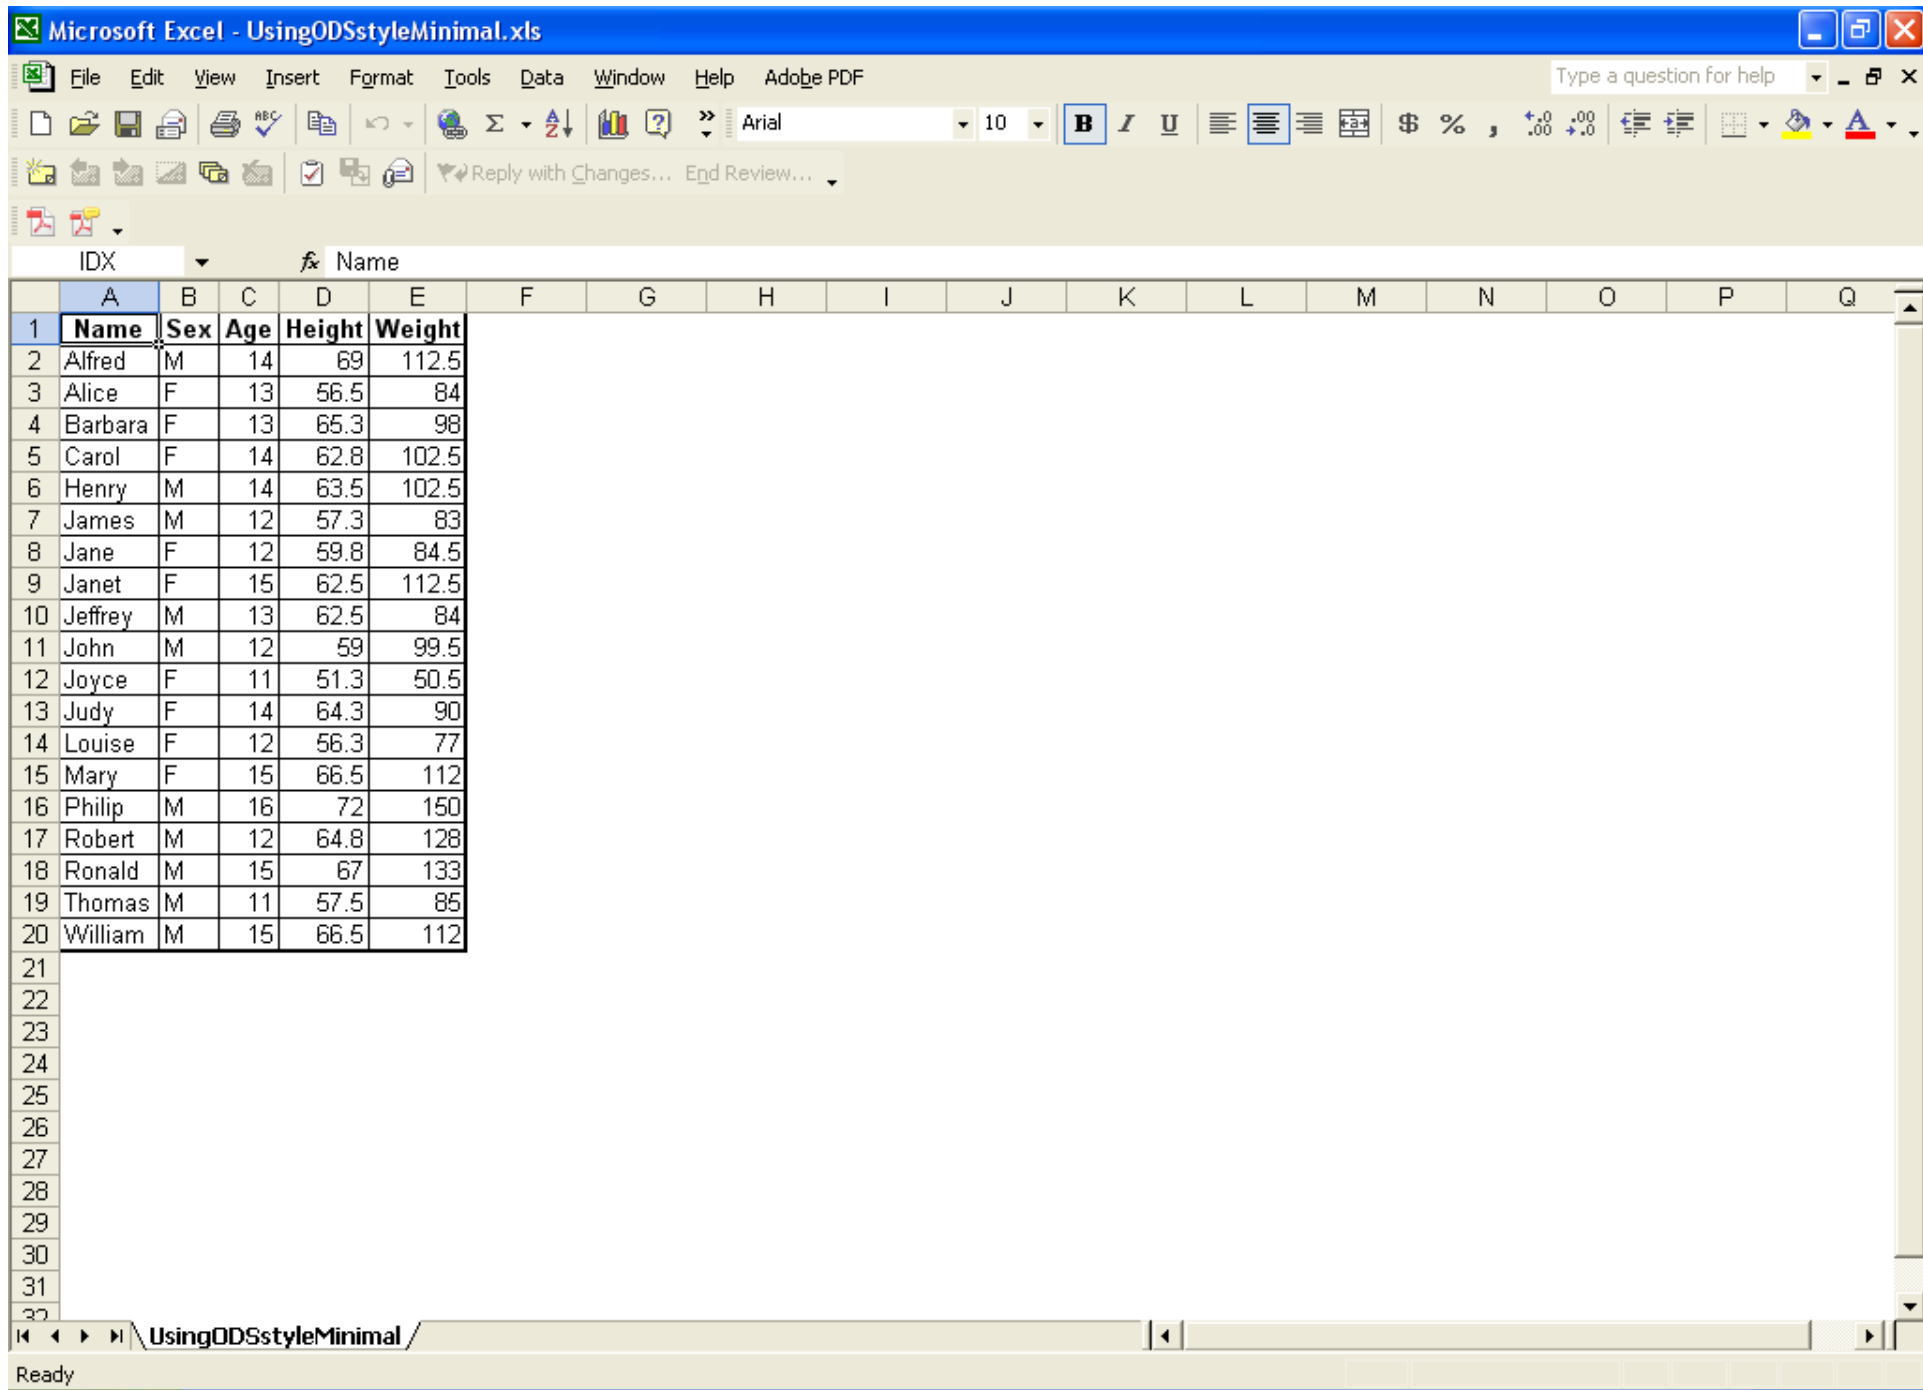 Microsoft Excel - UsingODSstyleMinimal.xls
File Edit View Insert Format Tools Data Window Help Adobe PDF Type a question for help
ABC Σ A Z ? » Arial 10 B I U a $ % , .0 .00 .00 .0 A
Reply with Changes... End Review...
IDX fx Name
A B C D E F G H I J K L M N O P Q
1 Name Sex Age Height Weight
2 Alfred M 14 69 112.5
3 Alice F 13 56.5 84
4 Barbara F 13 65.3 98
5 Carol F 14 62.8 102.5
6 Henry M 14 63.5 102.5
7 James M 12 57.3 83
8 Jane F 12 59.8 84.5
9 Janet F 15 62.5 112.5
10 Jeffrey M 13 62.5 84
11 John M 12 59 99.5
12 Joyce F 11 51.3 50.5
13 Judy F 14 64.3 90
14 Louise F 12 56.3 77
15 Mary F 15 66.5 112
16 Philip M 16 72 150
17 Robert M 12 64.8 128
18 Ronald M 15 67 133
19 Thomas M 11 57.5 85
20 William M 15 66.5 112
21
22
23
24
25
26
27
28
29
30
31
32
UsingODSstyleMinimal
Ready